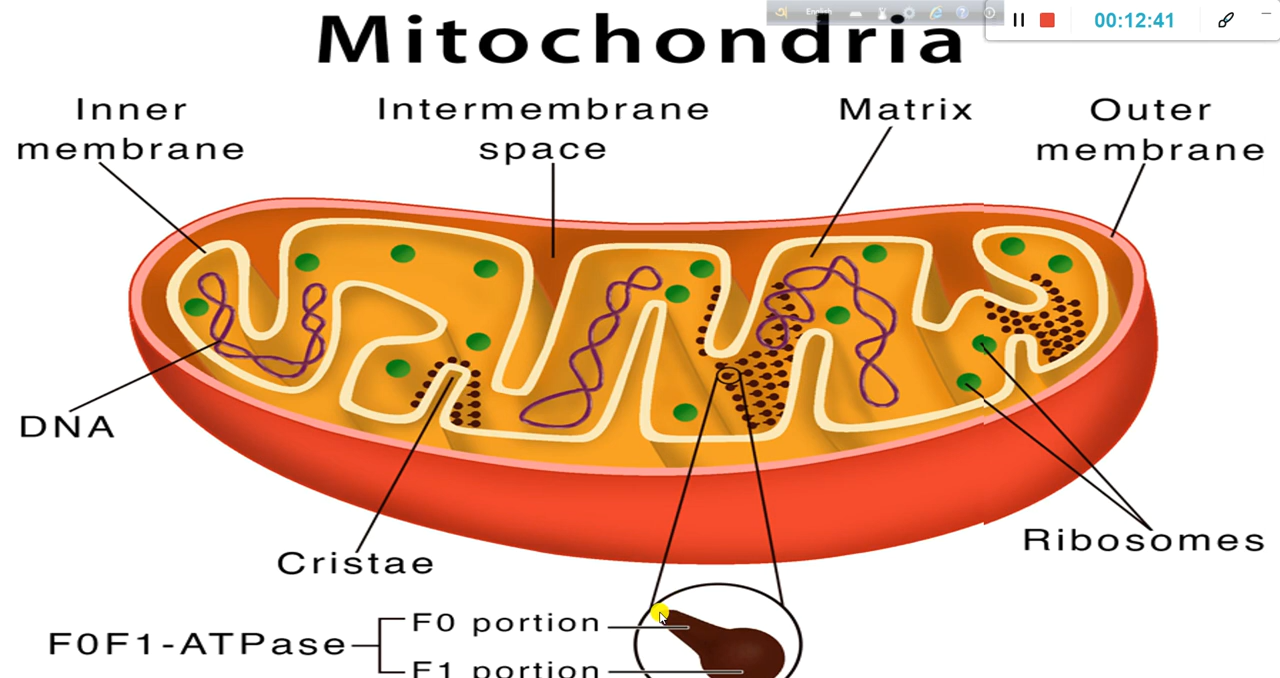 English
00:12:41
Mitochondria
Inner
membrane
Intermembrane
space
Matrix
Outer
membrane
DNA
Cristae
Ribosomes
F0F1-ATPase
F0 portion
F1 portion